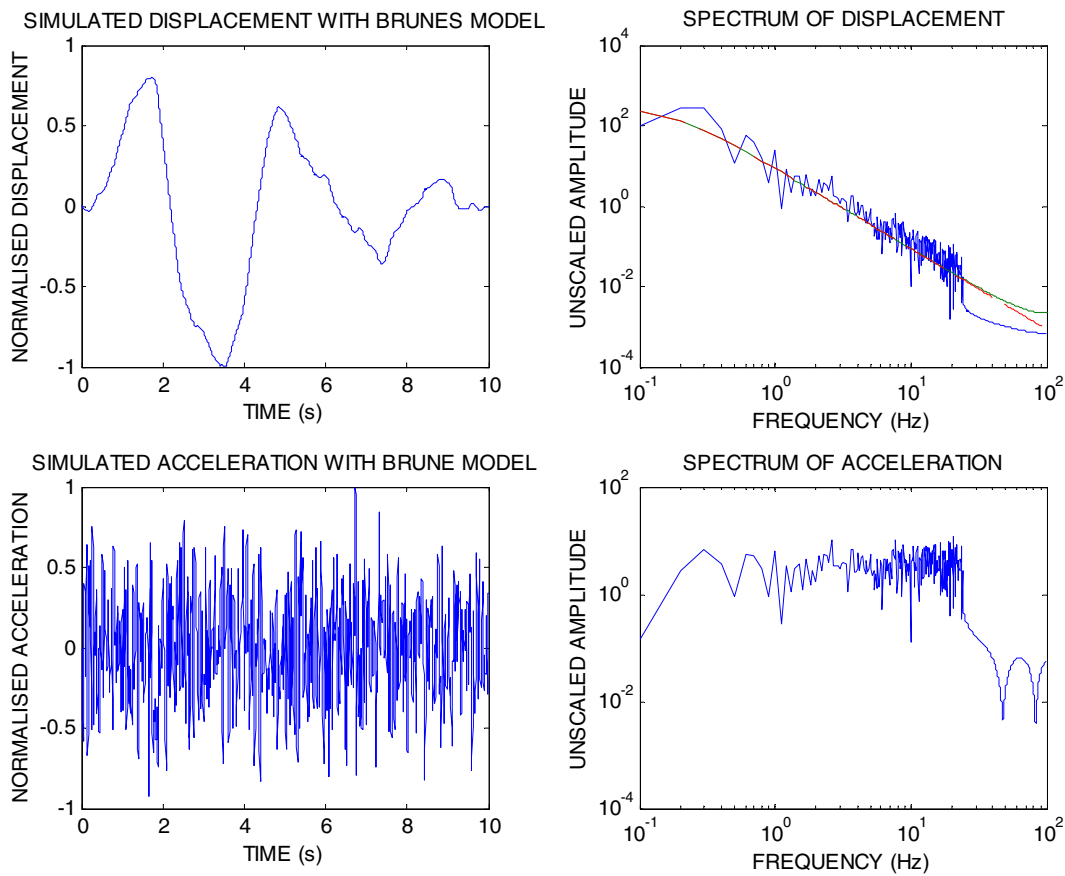 SIMULATED DISPLACEMENT WITH BRUNES MODEL
NORMALISED DISPLACEMENT
1
0.5
0
-0.5
-1
0 2 4 6 8 10
TIME (s)
SPECTRUM OF DISPLACEMENT
UNSCALED AMPLITUDE
10^4
10^2
10^0
10^-2
10^-4
10^-1 10^0 10^1 10^2
FREQUENCY (Hz)
SIMULATED ACCELERATION WITH BRUNE MODEL
NORMALISED ACCELERATION
1
0.5
0
-0.5
-1
0 2 4 6 8 10
TIME (s)
SPECTRUM OF ACCELERATION
UNSCALED AMPLITUDE
10^2
10^0
10^-2
10^-4
10^-1 10^0 10^1 10^2
FREQUENCY (Hz)